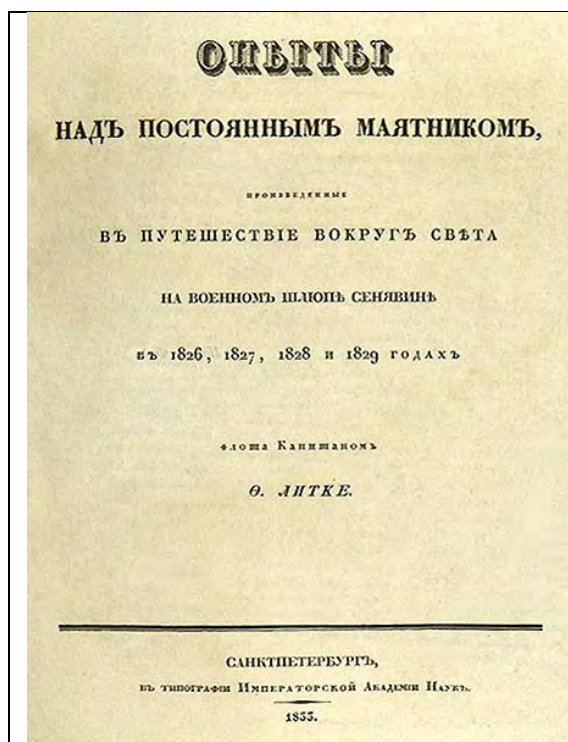 ОПЫТЫ
НАДЪ ПОСТОЯННЫМЪ МАЯТНИКОМЪ,
ПРОИЗВЕДЕННЫЕ
ВЪ ПУТЕШЕСТВІЕ ВОКРУГЪ СВѢТА
НА ВОЕННОМЪ ШЛЮПѢ СЕНЯВИНѢ
ВЪ 1826, 1827, 1828 И 1829 ГОДАХЪ
Флота Капитаномъ
Ѳ. ЛИТКЕ.
САНКТПЕТЕРБУРГЪ,
ВЪ ТИПОГРАФІИ ИМПЕРАТОРСКОЙ АКАДЕМІИ НАУКЪ.
1833.